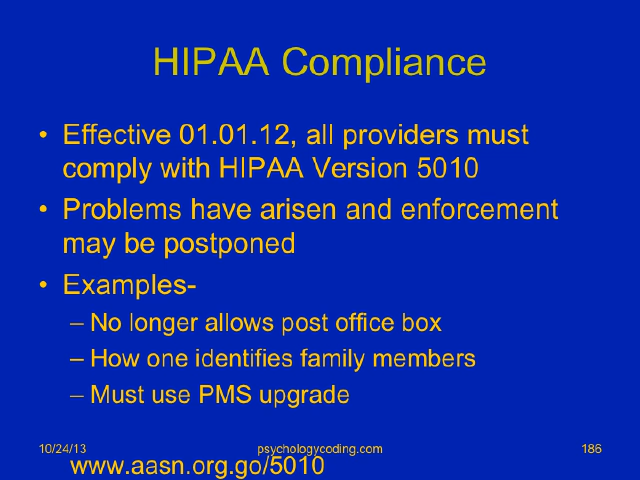 HIPAA Compliance
• Effective 01.01.12, all providers must
comply with HIPAA Version 5010
• Problems have arisen and enforcement
may be postponed
• Examples-
– No longer allows post office box
– How one identifies family members
– Must use PMS upgrade
10/24/13 psychologycoding.com 186
www.aasn.org.go/5010